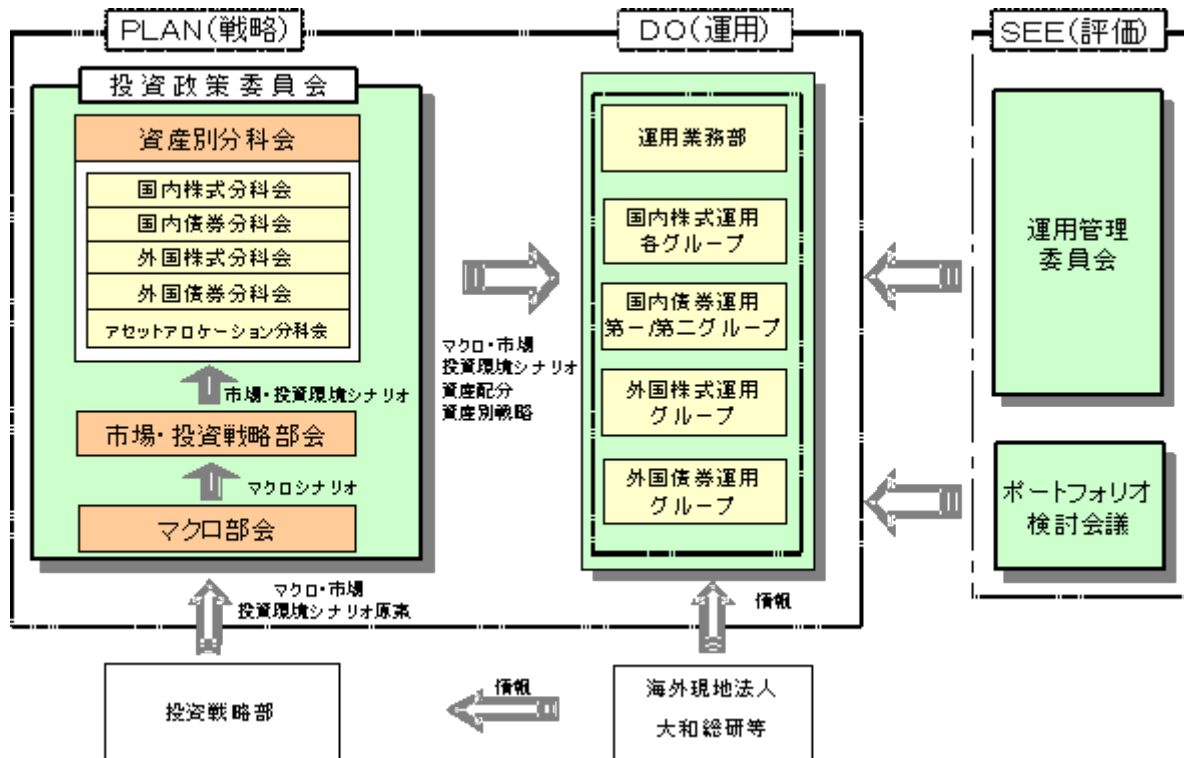 PLAN(戦略)
投資政策委員会
資産別分科会
国内株式分科会
国内債券分科会
外国株式分科会
外国債券分科会
アセットアロケーション分科会
市場・投資環境シナリオ
市場・投資戦略部会
マクロシナリオ
マクロ部会
マクロ・市場
投資環境シナリオ原案
投資戦略部
マクロ・市場
投資環境シナリオ
資産配分
資産別戦略
DO(運用)
運用業務部
国内株式運用
各グループ
国内債券運用
第一/第二グループ
外国株式運用
グループ
外国債券運用
グループ
情報
海外現地法人
大和総研等
情報
SEE(評価)
運用管理
委員会
ポートフォリオ
検討会議